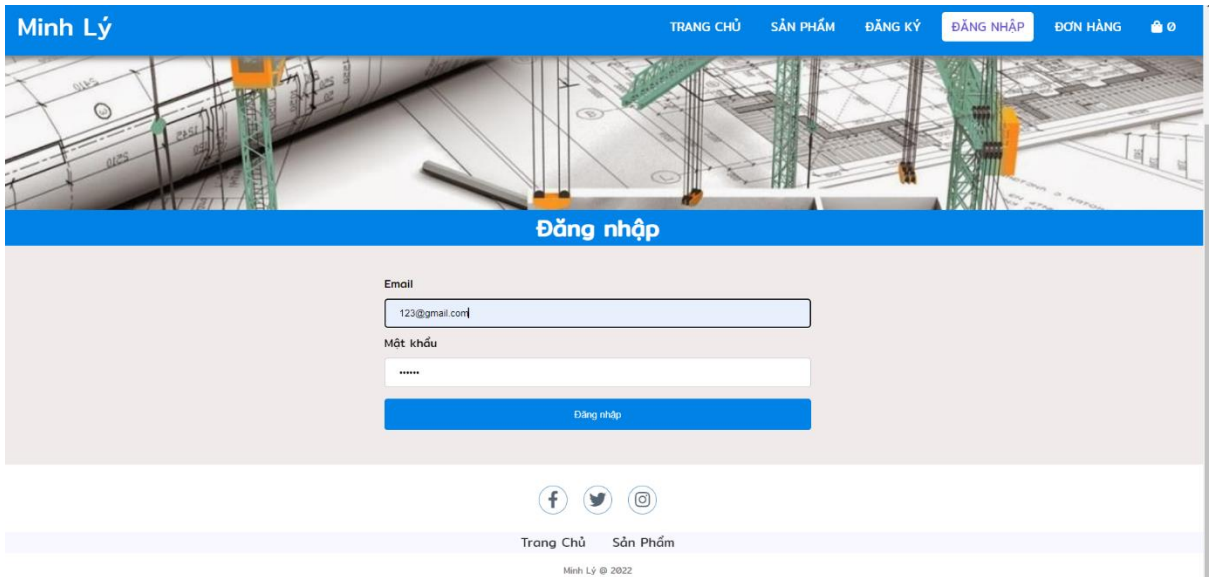 Minh Lý TRANG CHỦ SẢN PHẨM ĐĂNG KÝ ĐĂNG NHẬP ĐƠN HÀNG 0
Đăng nhập
Email
123@gmail.com
Mật khẩu
••••••
Đăng nhập
Trang Chủ Sản Phẩm
Minh Lý @ 2022